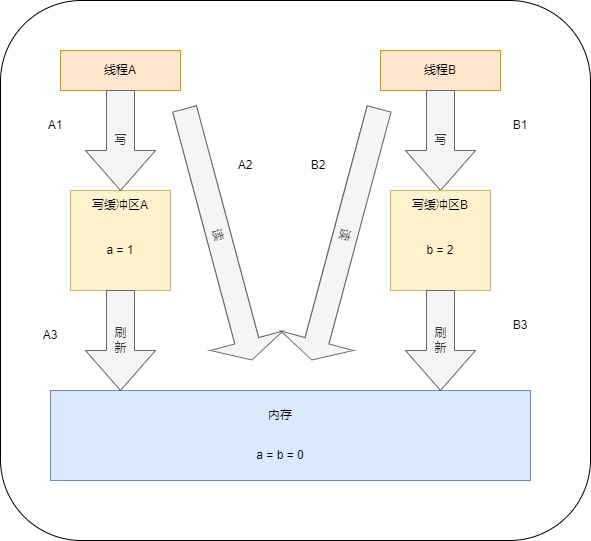 线程A
线程B
A1
写
A2
B2
写
B1
写缓冲区A
a = 1
读
读
写缓冲区B
b = 2
A3
刷
新
刷
新
B3
内存
a = b = 0